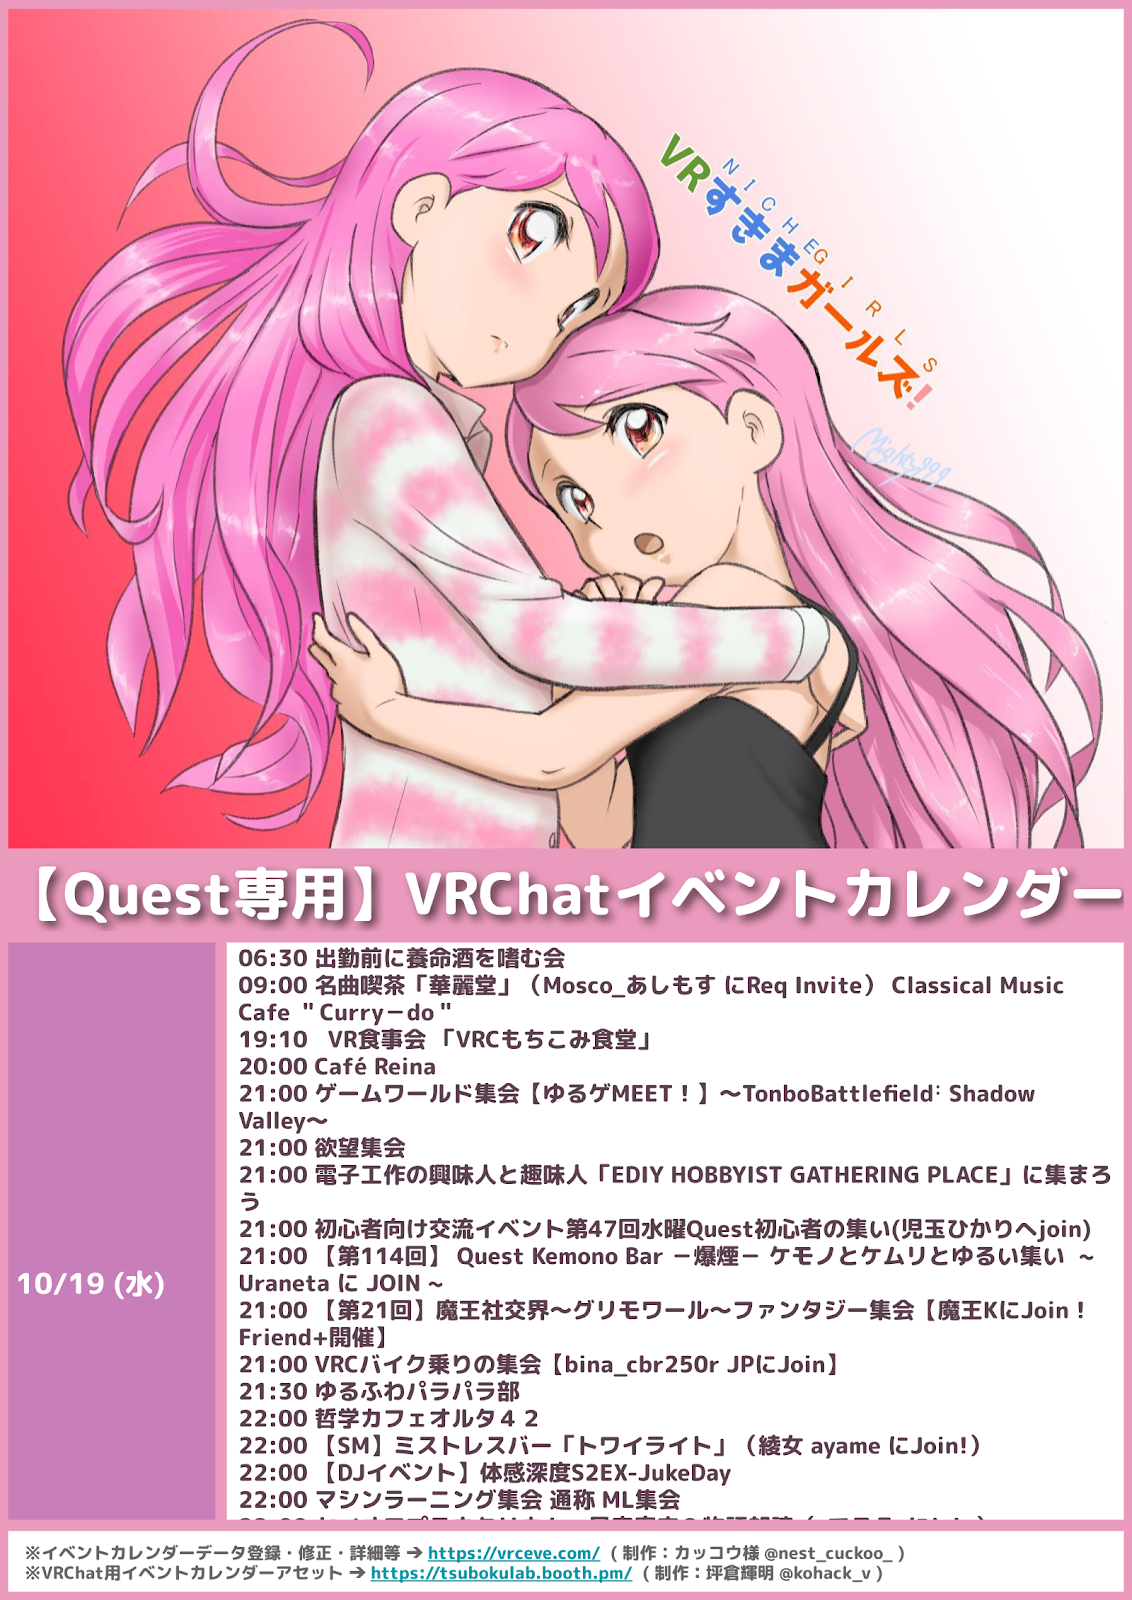 VRすきまガールズ!
NICHEGIRLS
Mighty999
【Quest専用】VRChatイベントカレンダー
10/19 (水)
06:30 出勤前に養命酒を嗜む会
09:00 名曲喫茶「華麗堂」（Mosco_あしもす にReq Invite） Classical Music
Cafe ＂Curry－do＂
19:10 VR食事会 「VRCもちこみ食堂」
20:00 Café Reina
21:00 ゲームワールド集会【ゆるゲMEET！】～TonboBattlefield: Shadow
Valley～
21:00 欲望集会
21:00 電子工作の興味人と趣味人「EDIY HOBBYIST GATHERING PLACE」に集まろ
う
21:00 初心者向け交流イベント第47回水曜Quest初心者の集い(児玉ひかりへjoin)
21:00 【第114回】 Quest Kemono Bar －爆煙－ ケモノとケムリとゆるい集い ~
Uraneta に JOIN ~
21:00 【第21回】魔王社交界～グリモワール～ファンタジー集会【魔王KにJoin！
Friend+開催】
21:00 VRCバイク乗りの集会【bina_cbr250r JPにJoin】
21:30 ゆるふわパラパラ部
22:00 哲学カフェオルタ４２
22:00 【SM】ミストレスバー「トワイライト」（綾女 ayame にJoin!）
22:00 【DJイベント】体感深度S2EX-JukeDay
22:00 マシンラーニング集会 通称 ML集会
※イベントカレンダーデータ登録・修正・詳細等 ➔ https://vrceve.com/ ( 制作：カッコウ様 @nest_cuckoo_ )
※VRChat用イベントカレンダーアセット ➔ https://tsubokulab.booth.pm/ ( 制作：坪倉輝明 @kohack_v )